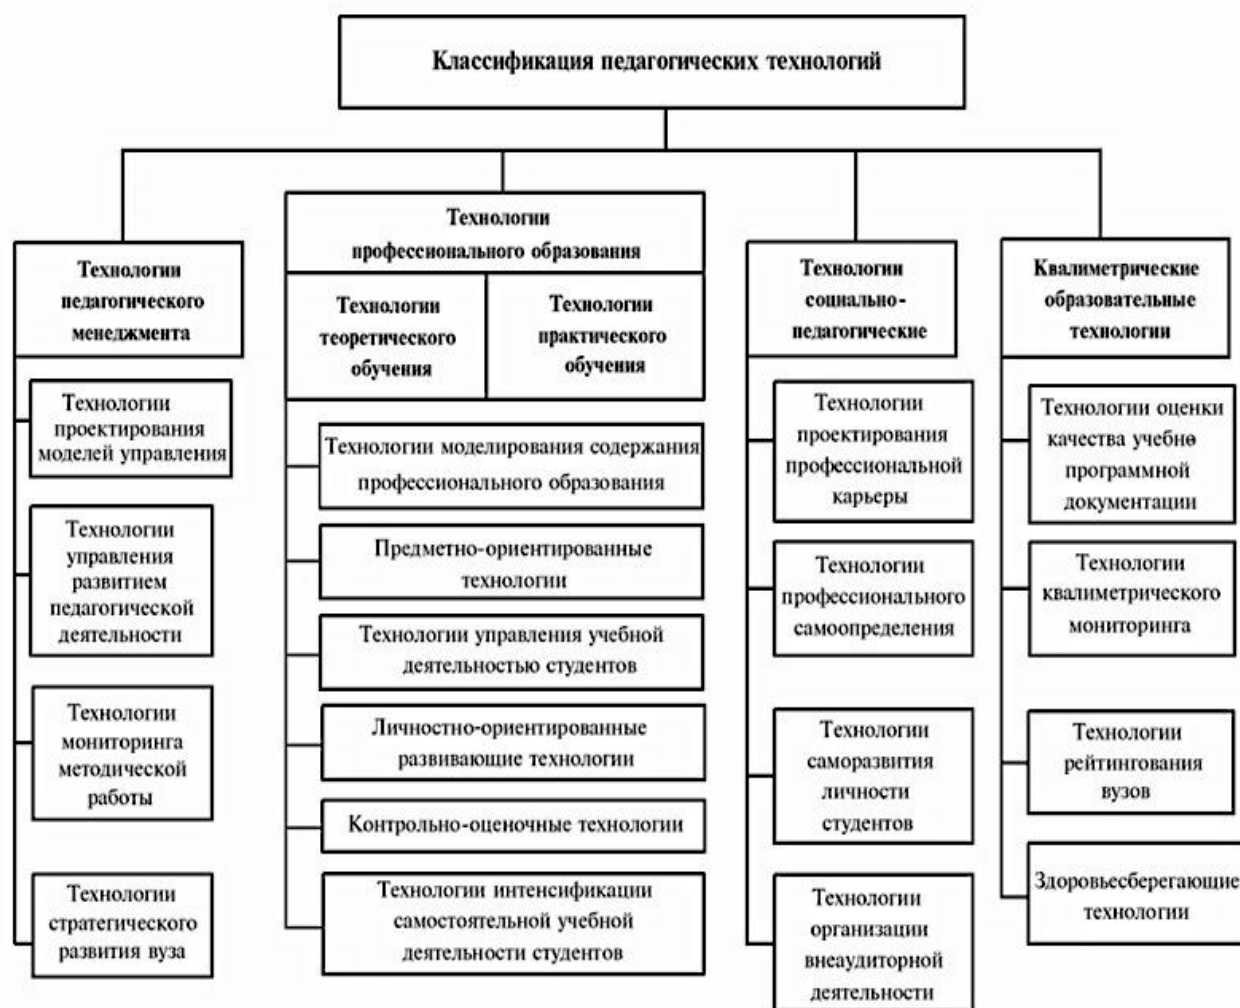 Классификация педагогических технологий
Технологии
педагогического
менеджмента
Технологии
проектирования
моделей управления
Технологии
управления
развитием
педагогической
деятельности
Технологии
мониторинга
методической
работы
Технологии
стратегического
развития вуза
Технологии
профессионального образования
Технологии
теоретического
обучения
Технологии
практического
обучения
Технологии моделирования содержания
профессионального образования
Предметно-ориентированные
технологии
Технологии управления учебной
деятельностью студентов
Личностно-ориентированные
развивающие технологии
Контрольно-оценочные технологии
Технологии интенсификации
самостоятельной учебной
деятельности студентов
Технологии
социально-
педагогические
Технологии
проектирования
профессиональной
карьеры
Технологии
профессионального
самоопределения
Технологии
саморазвития
личности
студентов
Технологии
организации
внеаудиторной
деятельности
Квалиметрические
образовательные
технологии
Технологии оценки
качества учебно
программной
документации
Технологии
квалиметрического
мониторинга
Технологии
рейтингования
вузов
Здоровьесберегающие
технологии